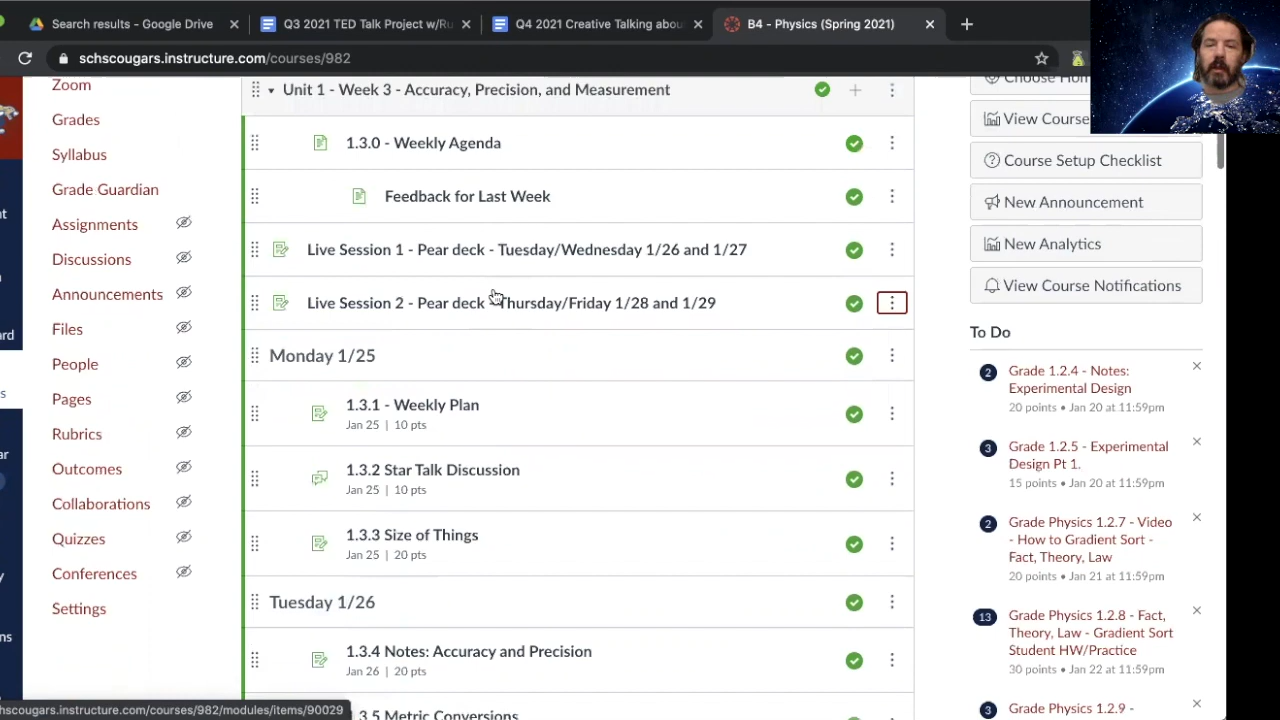 Search results - Google Drive
Q3 2021 TED Talk Project w/Ru
Q4 2021 Creative Talking abou
B4 - Physics (Spring 2021)
schscougars.instructure.com/courses/982
Zoom
Grades
Syllabus
Grade Guardian
Assignments
Discussions
Announcements
Files
People
Pages
Rubrics
Outcomes
Collaborations
Quizzes
Conferences
Settings
Unit 1 - Week 3 - Accuracy, Precision, and Measurement
1.3.0 - Weekly Agenda
Feedback for Last Week
Live Session 1 - Pear deck - Tuesday/Wednesday 1/26 and 1/27
Live Session 2 - Pear deck - Thursday/Friday 1/28 and 1/29
Monday 1/25
1.3.1 - Weekly Plan
Jan 25 | 10 pts
1.3.2 Star Talk Discussion
Jan 25 | 10 pts
1.3.3 Size of Things
Jan 25 | 20 pts
Tuesday 1/26
1.3.4 Notes: Accuracy and Precision
Jan 26 | 20 pts
3.5 Metric Conversions
hscougars.instructure.com/courses/982/modules/items/90029
Choose Hom
View Course
Course Setup Checklist
New Announcement
New Analytics
View Course Notifications
To Do
2
Grade 1.2.4 - Notes:
Experimental Design
20 points • Jan 20 at 11:59pm
3
Grade 1.2.5 - Experimental
Design Pt 1.
15 points • Jan 20 at 11:59pm
2
Grade Physics 1.2.7 - Video
- How to Gradient Sort -
Fact, Theory, Law
20 points • Jan 21 at 11:59pm
13
Grade Physics 1.2.8 - Fact,
Theory, Law - Gradient Sort
Student HW/Practice
30 points • Jan 22 at 11:59pm
3
Grade Physics 1.2.9 -